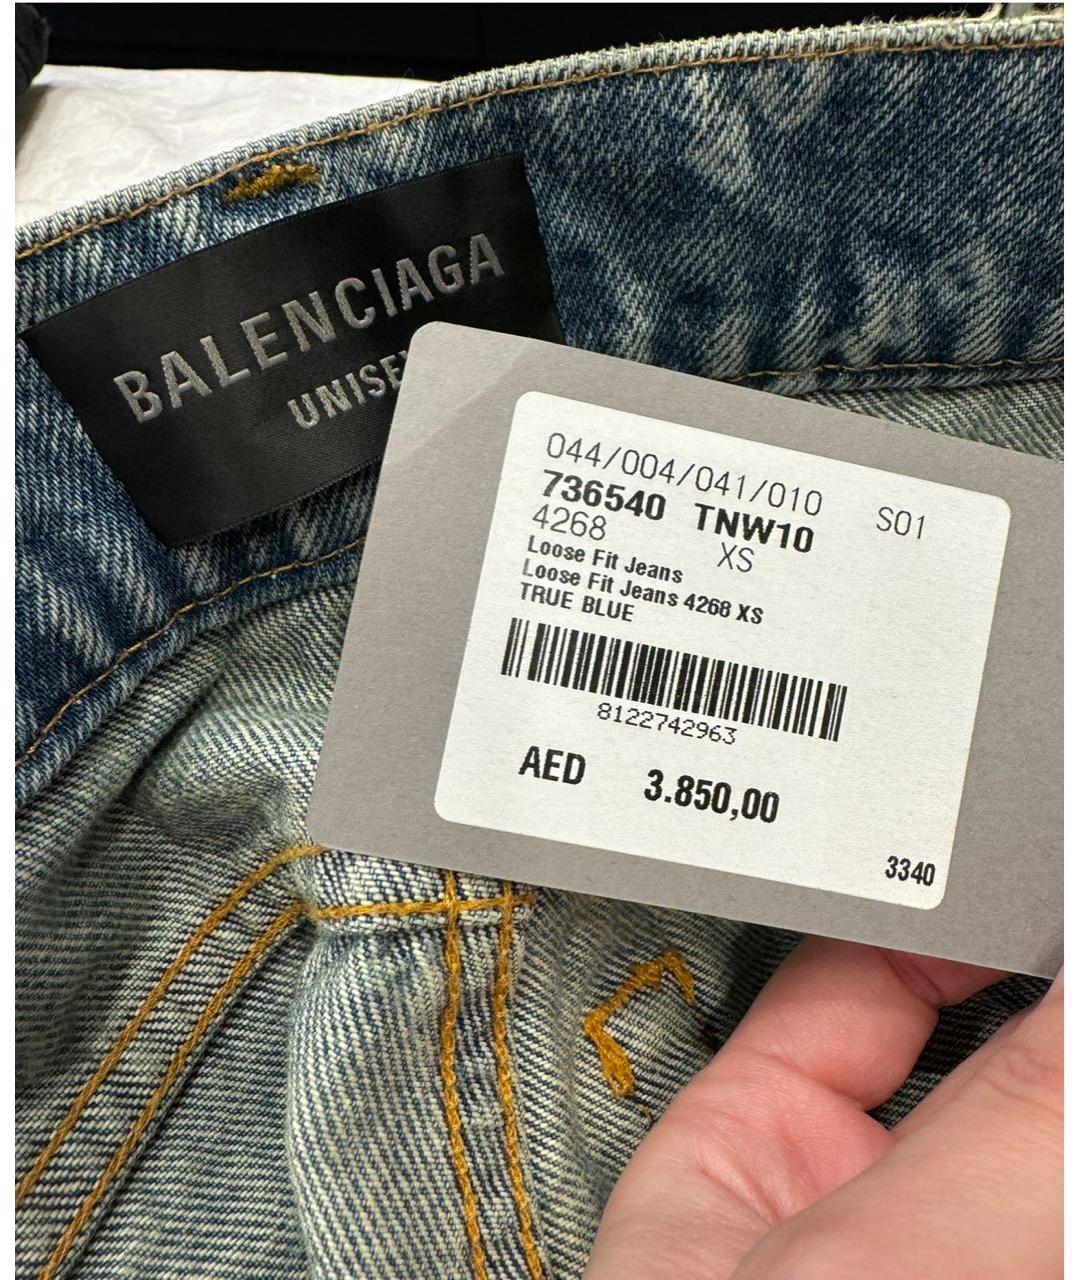 BALENCIAGA
044/004/041/010 S01
736540 TNW10
4268 XS
Loose Fit Jeans
Loose Fit Jeans 4268 XS
TRUE BLUE
8122742963
AED 3.850,00
3340